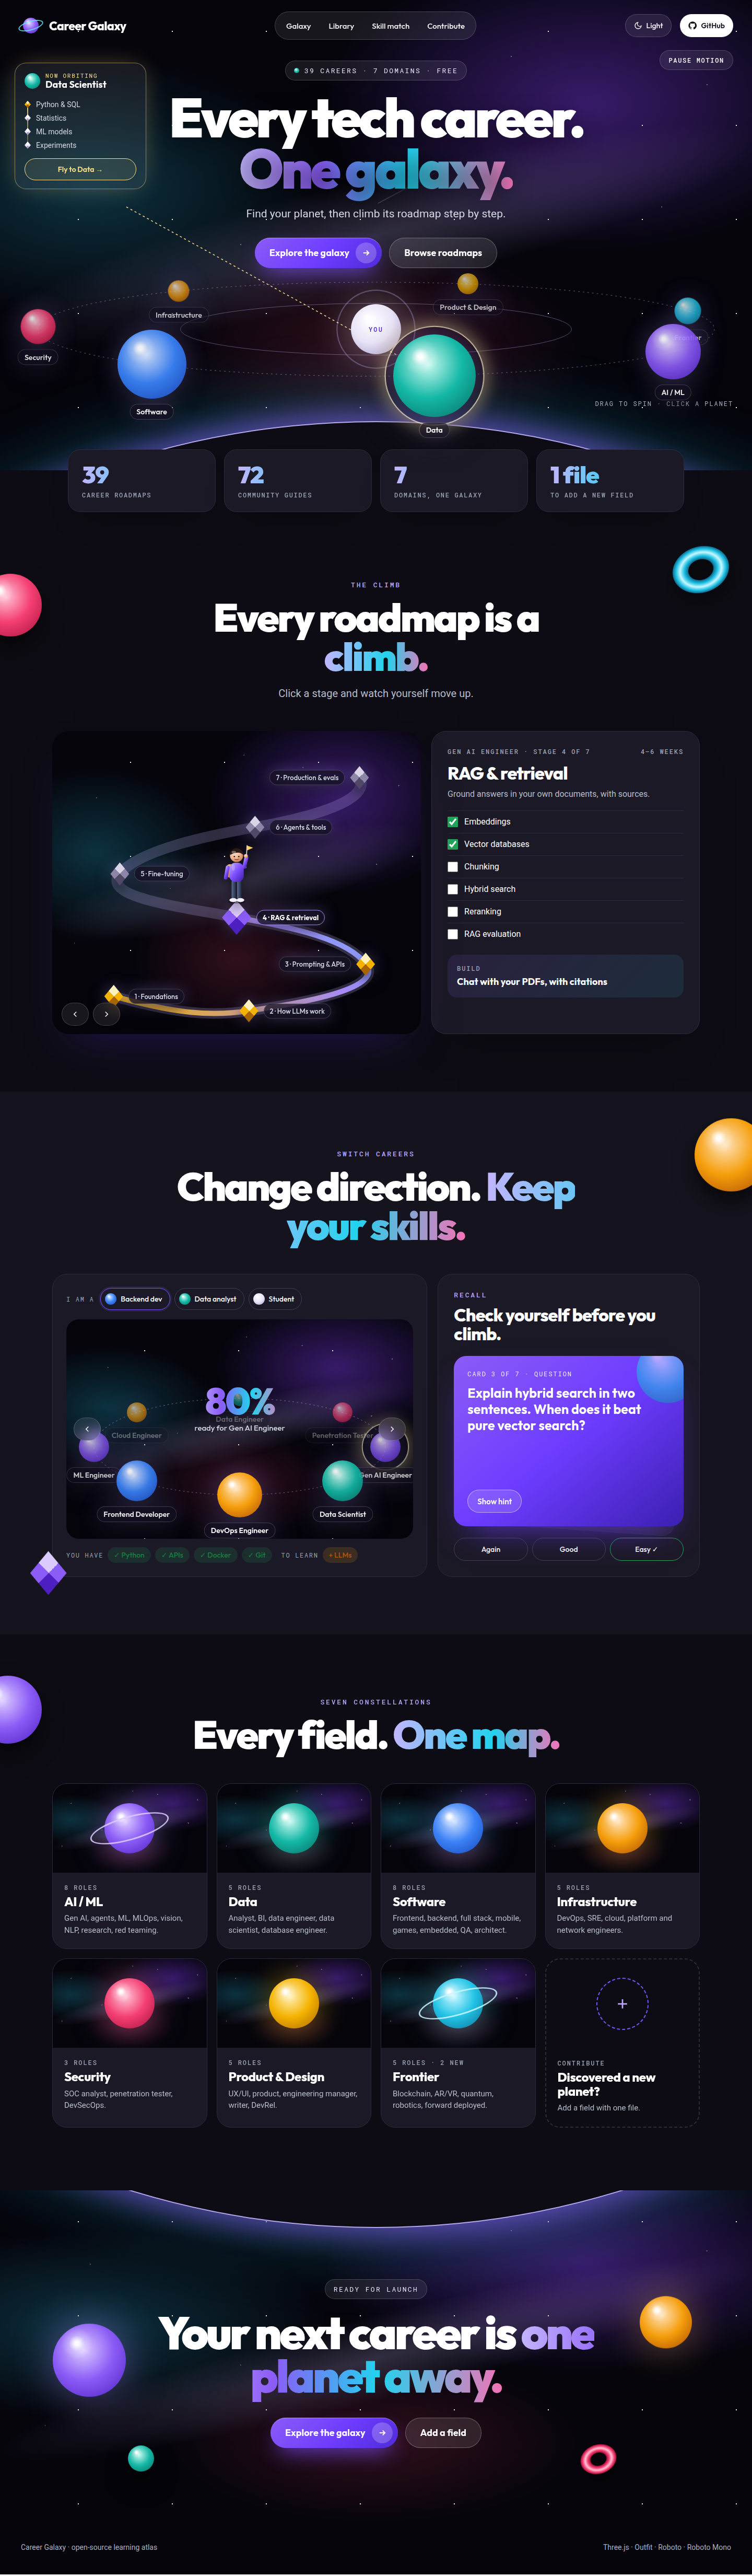 Career Galaxy
Galaxy Library Skill match Contribute
Light
GitHub
PAUSE MOTION
NOW ORBITING
Data Scientist
Python & SQL
Statistics
ML models
Experiments
Fly to Data →
39 CAREERS · 7 DOMAINS · FREE
Every tech career.
One galaxy.
Find your planet, then climb its roadmap step by step.
Explore the galaxy →
Browse roadmaps
Infrastructure
Product & Design
YOU
Security
Software
AI / ML
DRAG TO SPIN · CLICK A PLANET
Data
39
CAREER ROADMAPS
72
COMMUNITY GUIDES
7
DOMAINS, ONE GALAXY
1 file
TO ADD A NEW FIELD
THE CLIMB
Every roadmap is a
climb.
Click a stage and watch yourself move up.
7 · Production & evals
6 · Agents & tools
5 · Fine-tuning
4 · RAG & retrieval
3 · Prompting & APIs
1 · Foundations
2 · How LLMs work
GEN AI ENGINEER · STAGE 4 OF 7
4–6 WEEKS
RAG & retrieval
Ground answers in your own documents, with sources.
Embeddings
Vector databases
Chunking
Hybrid search
Reranking
RAG evaluation
BUILD
Chat with your PDFs, with citations
SWITCH CAREERS
Change direction. Keep
your skills.
I AM A
Backend dev
Data analyst
Student
80%
Data Engineer
ready for Gen AI Engineer
Cloud Engineer
Penetration Tester
ML Engineer
Gen AI Engineer
Frontend Developer
Data Scientist
DevOps Engineer
YOU HAVE ✓ Python ✓ APIs ✓ Docker ✓ Git TO LEARN + LLMs
RECALL
Check yourself before you
climb.
CARD 3 OF 7 · QUESTION
Explain hybrid search in two
sentences. When does it beat
pure vector search?
Show hint
Again
Good
Easy ✓
SEVEN CONSTELLATIONS
Every field. One map.
8 ROLES
AI / ML
Gen AI, agents, ML, MLOps, vision,
NLP, research, red teaming.
5 ROLES
Data
Analyst, BI, data engineer, data
scientist, database engineer.
8 ROLES
Software
Frontend, backend, full stack, mobile,
games, embedded, QA, architect.
5 ROLES
Infrastructure
DevOps, SRE, cloud, platform and
network engineers.
3 ROLES
Security
SOC analyst, penetration tester,
DevSecOps.
5 ROLES
Product & Design
UX/UI, product, engineering manager,
writer, DevRel.
5 ROLES · 2 NEW
Frontier
Blockchain, AR/VR, quantum,
robotics, forward deployed.
+
CONTRIBUTE
Discovered a new
planet?
Add a field with one file.
READY FOR LAUNCH
Your next career is one
planet away.
Explore the galaxy →
Add a field
Career Galaxy · open-source learning atlas
Three.js · Outfit · Roboto · Roboto Mono